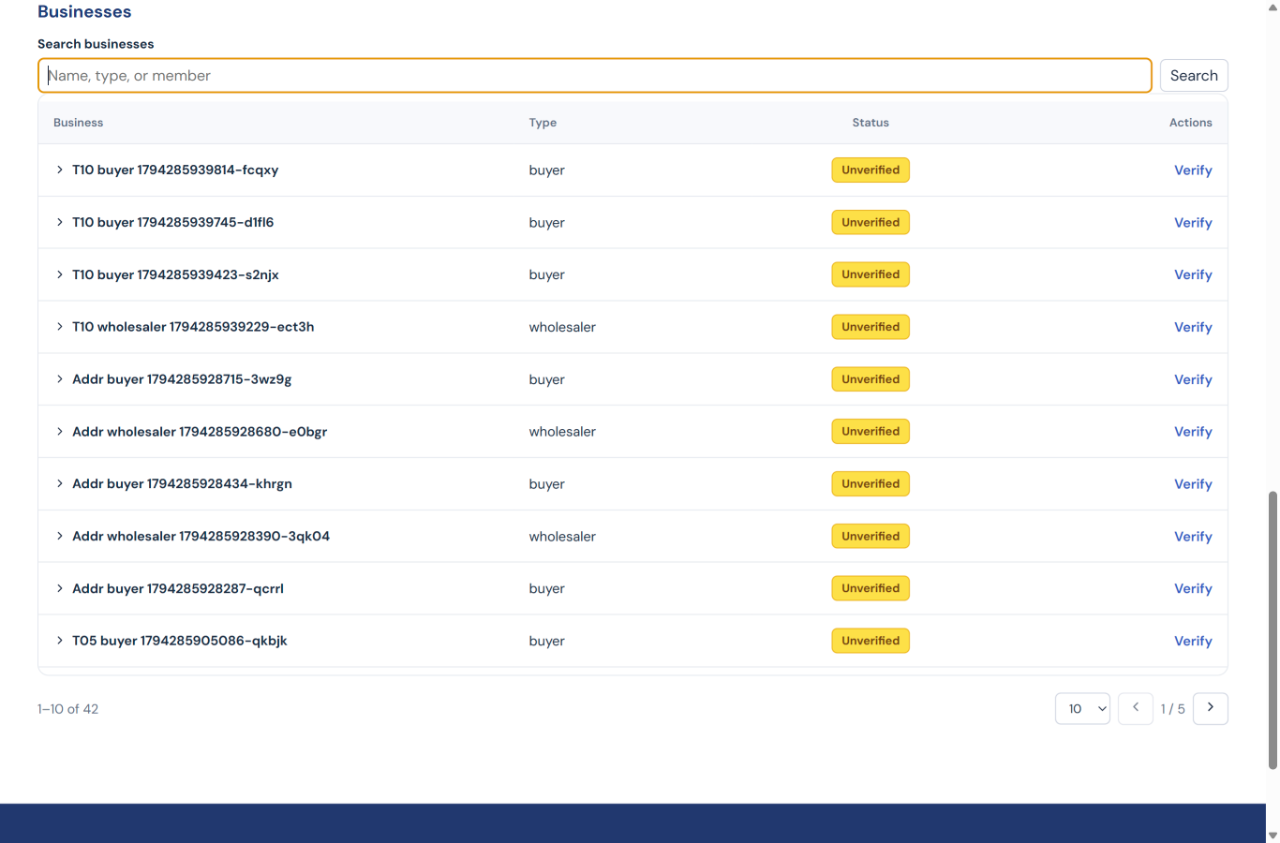 Businesses
Search businesses
Name, type, or member
Search
Business Type Status Actions
T10 buyer 1794285939814-fcqxy buyer Unverified Verify
T10 buyer 1794285939745-d1fl6 buyer Unverified Verify
T10 buyer 1794285939423-s2njx buyer Unverified Verify
T10 wholesaler 1794285939229-ect3h wholesaler Unverified Verify
Addr buyer 1794285928715-3wz9g buyer Unverified Verify
Addr wholesaler 1794285928680-e0bgr wholesaler Unverified Verify
Addr buyer 1794285928434-khrgn buyer Unverified Verify
Addr wholesaler 1794285928390-3qk04 wholesaler Unverified Verify
Addr buyer 1794285928287-qcrrl buyer Unverified Verify
T05 buyer 1794285905086-qkbjk buyer Unverified Verify
1–10 of 42 10 1 / 5